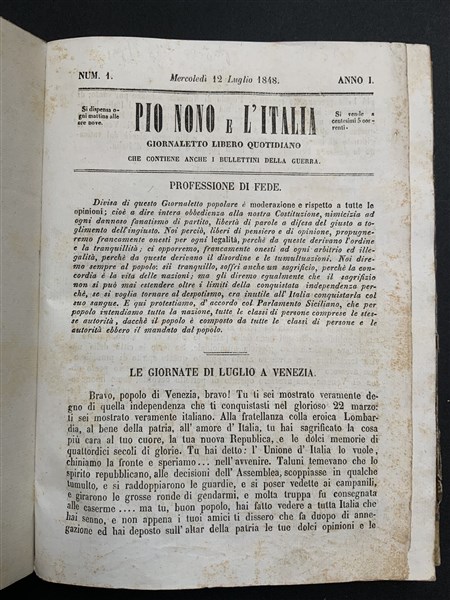 NUM. 1.
Mercoledì 12 Luglio 1848.
ANNO I.
Si dispensa o-
gni mattina alle
ore nove.
PIO NONO E L'ITALIA
Si vende a
centesimi 5 cor-
renti.
GIORNALETTO LIBERO QUOTIDIANO
CHE CONTIENE ANCHE I BULLETTINI DELLA GUERRA.
PROFESSIONE DI FEDE.
Divisa di questo Giornaletto popolare è moderazione e rispetto a tutte le
opinioni; cioè a dire intera obbedienza alla nostra Costituzione, nimicizia ad
ogni dannoso fanatismo di partito, libertà di parole a difesa del giusto a to-
glimento dell'ingiusto. Noi perciò, liberi di pensiero e di opinione, propugne-
remo francamente onesti per ogni legalità, perchè da queste derivano l'ordine
e la tranquillità; ci opporremo, francamente onesti ad ogni arbitrio ed ille-
galità, perchè da queste derivano il disordine e le tumultuazioni. Noi dire-
mo sempre al popolo: sii tranquillo, soffri anche un sagrificio, perchè la con-
cordia è la vita delle nazioni; ma gli diremo egualmente che il sagrificio
non si può mai estendere oltre i limiti della conquistata independenza per-
chè, se si voglia tornare al despotismo, era inutile all'Italia conquistarla col
suo sangue. E qui protestiamo, d'accordo col Parlamento Siciliano, che per
popolo intendiamo tutta la nazione, tutte le classi di persone comprese le stes-
se autorità, dacchè il popolo è composto da tutte le classi di persone e le
autorità ebbero il mandato dal popolo.
LE GIORNATE DI LUGLIO A VENEZIA.
Bravo, popolo di Venezia, bravo! Tu ti sei mostrato veramente de-
gno di quella independenza che ti conquistasti nel glorioso 22 marzo:
ti sei mostrato veramente italiano. Alla fratellanza colla eroica Lombar-
dia, al bene della patria, all'amore d'Italia, tu hai sagrificato la cosa
più cara al tuo cuore, la tua nuova Republica, e le dolci memorie di
quattordici secoli di glorie. Tu hai detto: l'Unione d'Italia lo vuole,
chiniamo la fronte e speriamo... nell'avvenire. Taluni temevano che lo
spirito repubblicano, alle decisioni dell'Assemblea, scoppiasse in qualche
tumulto, e si raddoppiarono le guardie, e si poser vedette ai campanili,
e girarono le grosse ronde di gendarmi, e molta truppa fu consegnata
alle caserme .... ma tu, buon popolo, hai fatto vedere a tutta Italia che
hai senno, e non appena i tuoi amici ti dissero che fa duopo di anne-
gazione ed hai deposto sull'altar della patria le tue dolci opinioni e le